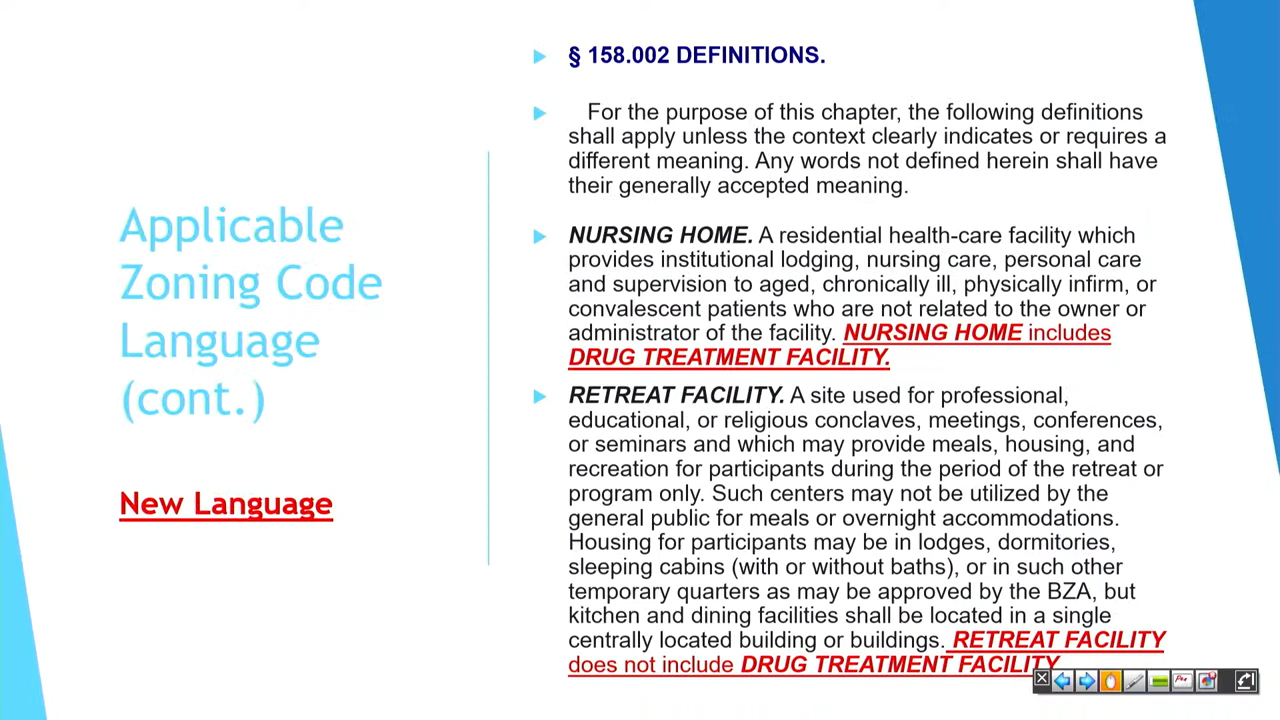 Applicable
Zoning Code
Language
(cont.)
New Language
§ 158.002 DEFINITIONS.
For the purpose of this chapter, the following definitions
shall apply unless the context clearly indicates or requires a
different meaning. Any words not defined herein shall have
their generally accepted meaning.
NURSING HOME. A residential health-care facility which
provides institutional lodging, nursing care, personal care
and supervision to aged, chronically ill, physically infirm, or
convalescent patients who are not related to the owner or
administrator of the facility. NURSING HOME includes
DRUG TREATMENT FACILITY.
RETREAT FACILITY. A site used for professional,
educational, or religious conclaves, meetings, conferences,
or seminars and which may provide meals, housing, and
recreation for participants during the period of the retreat or
program only. Such centers may not be utilized by the
general public for meals or overnight accommodations.
Housing for participants may be in lodges, dormitories,
sleeping cabins (with or without baths), or in such other
temporary quarters as may be approved by the BZA, but
kitchen and dining facilities shall be located in a single
centrally located building or buildings. RETREAT FACILITY
does not include DRUG TREATMENT FACILITY